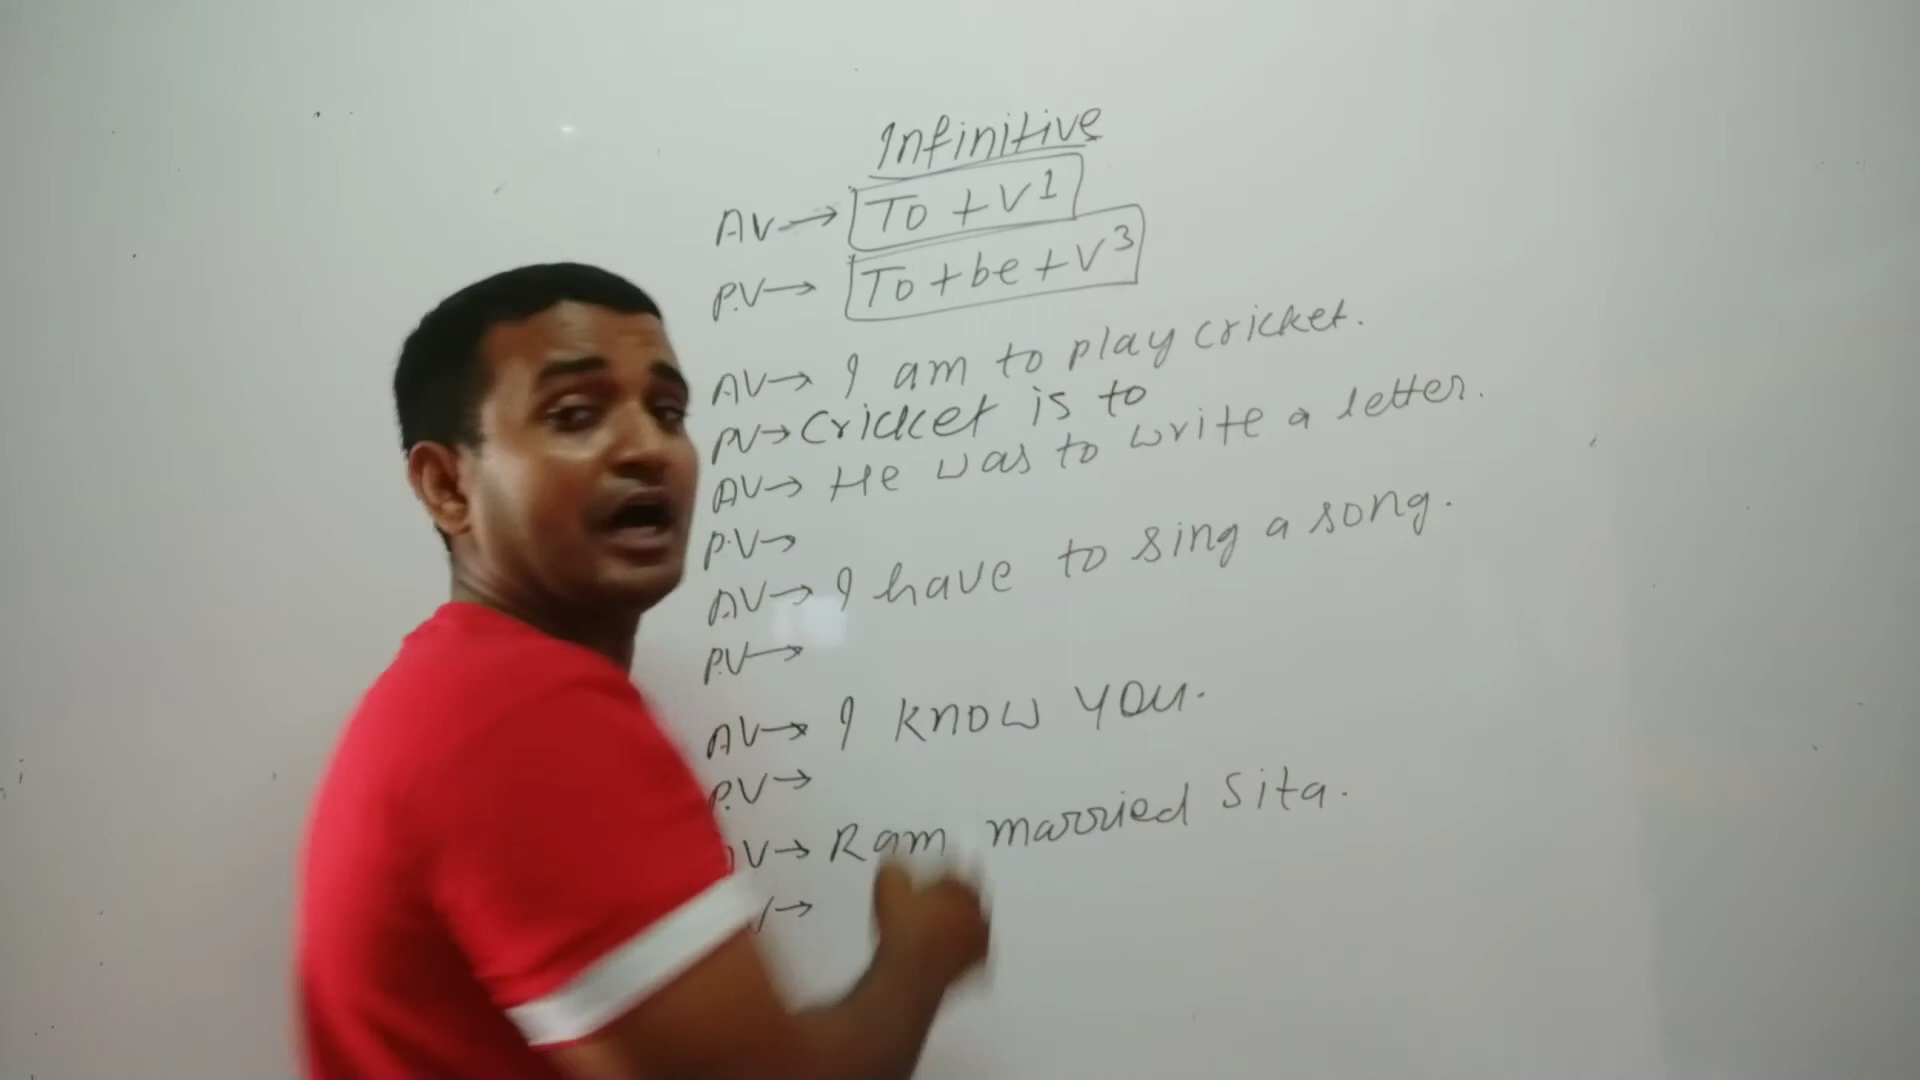 Infinitive
AV→ To + V1
P.V→ To + be + V3
AV→ I am to play cricket.
PV→ Cricket is to
AV→ He was to write a letter.
P.V→
AV→ I have to sing a song.
P.V→
AV→ I know you.
P.V→
V→ Ram married Sita.
V→